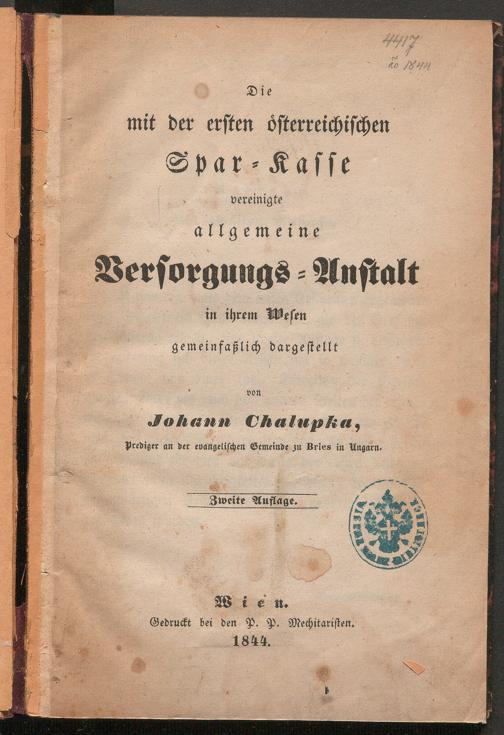 4417
1844
Die
mit der ersten österreichischen
Spar-Kasse
vereinigte
allgemeine
Versorgungs-Anstalt
in ihrem Wesen
gemeinfaßlich dargestellt
von
Johann Chalupka,
Prediger an der evangelischen Gemeinde zu Bries in Ungarn.
Zweite Auflage.
Wien.
Gedruckt bei den P. P. Mechitaristen.
1844.